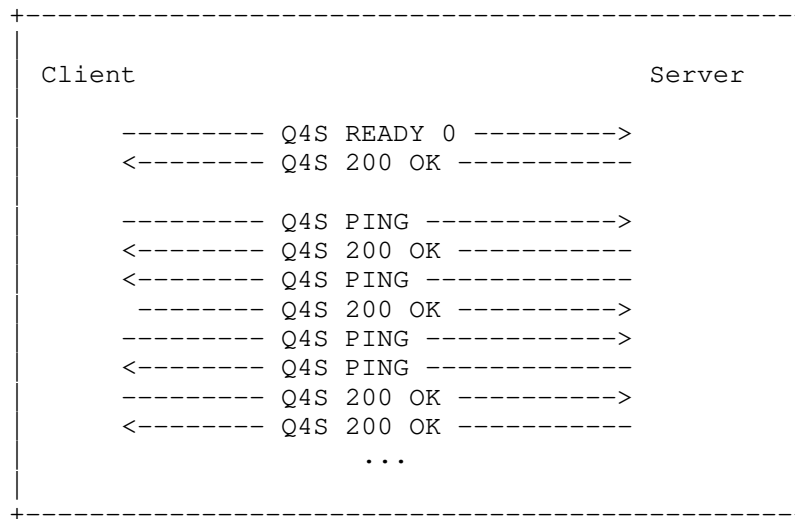 +------------------------------------------------
|
| Client                                Server
|
|      --------- Q4S READY 0 --------->
|      <-------- Q4S 200 OK -----------
|
|      --------- Q4S PING ------------>
|      <-------- Q4S 200 OK -----------
|      <-------- Q4S PING -------------
|       -------- Q4S 200 OK ---------->
|      --------- Q4S PING ------------>
|      <-------- Q4S PING -------------
|      --------- Q4S 200 OK ---------->
|      <-------- Q4S 200 OK -----------
|                     ...
|
+------------------------------------------------